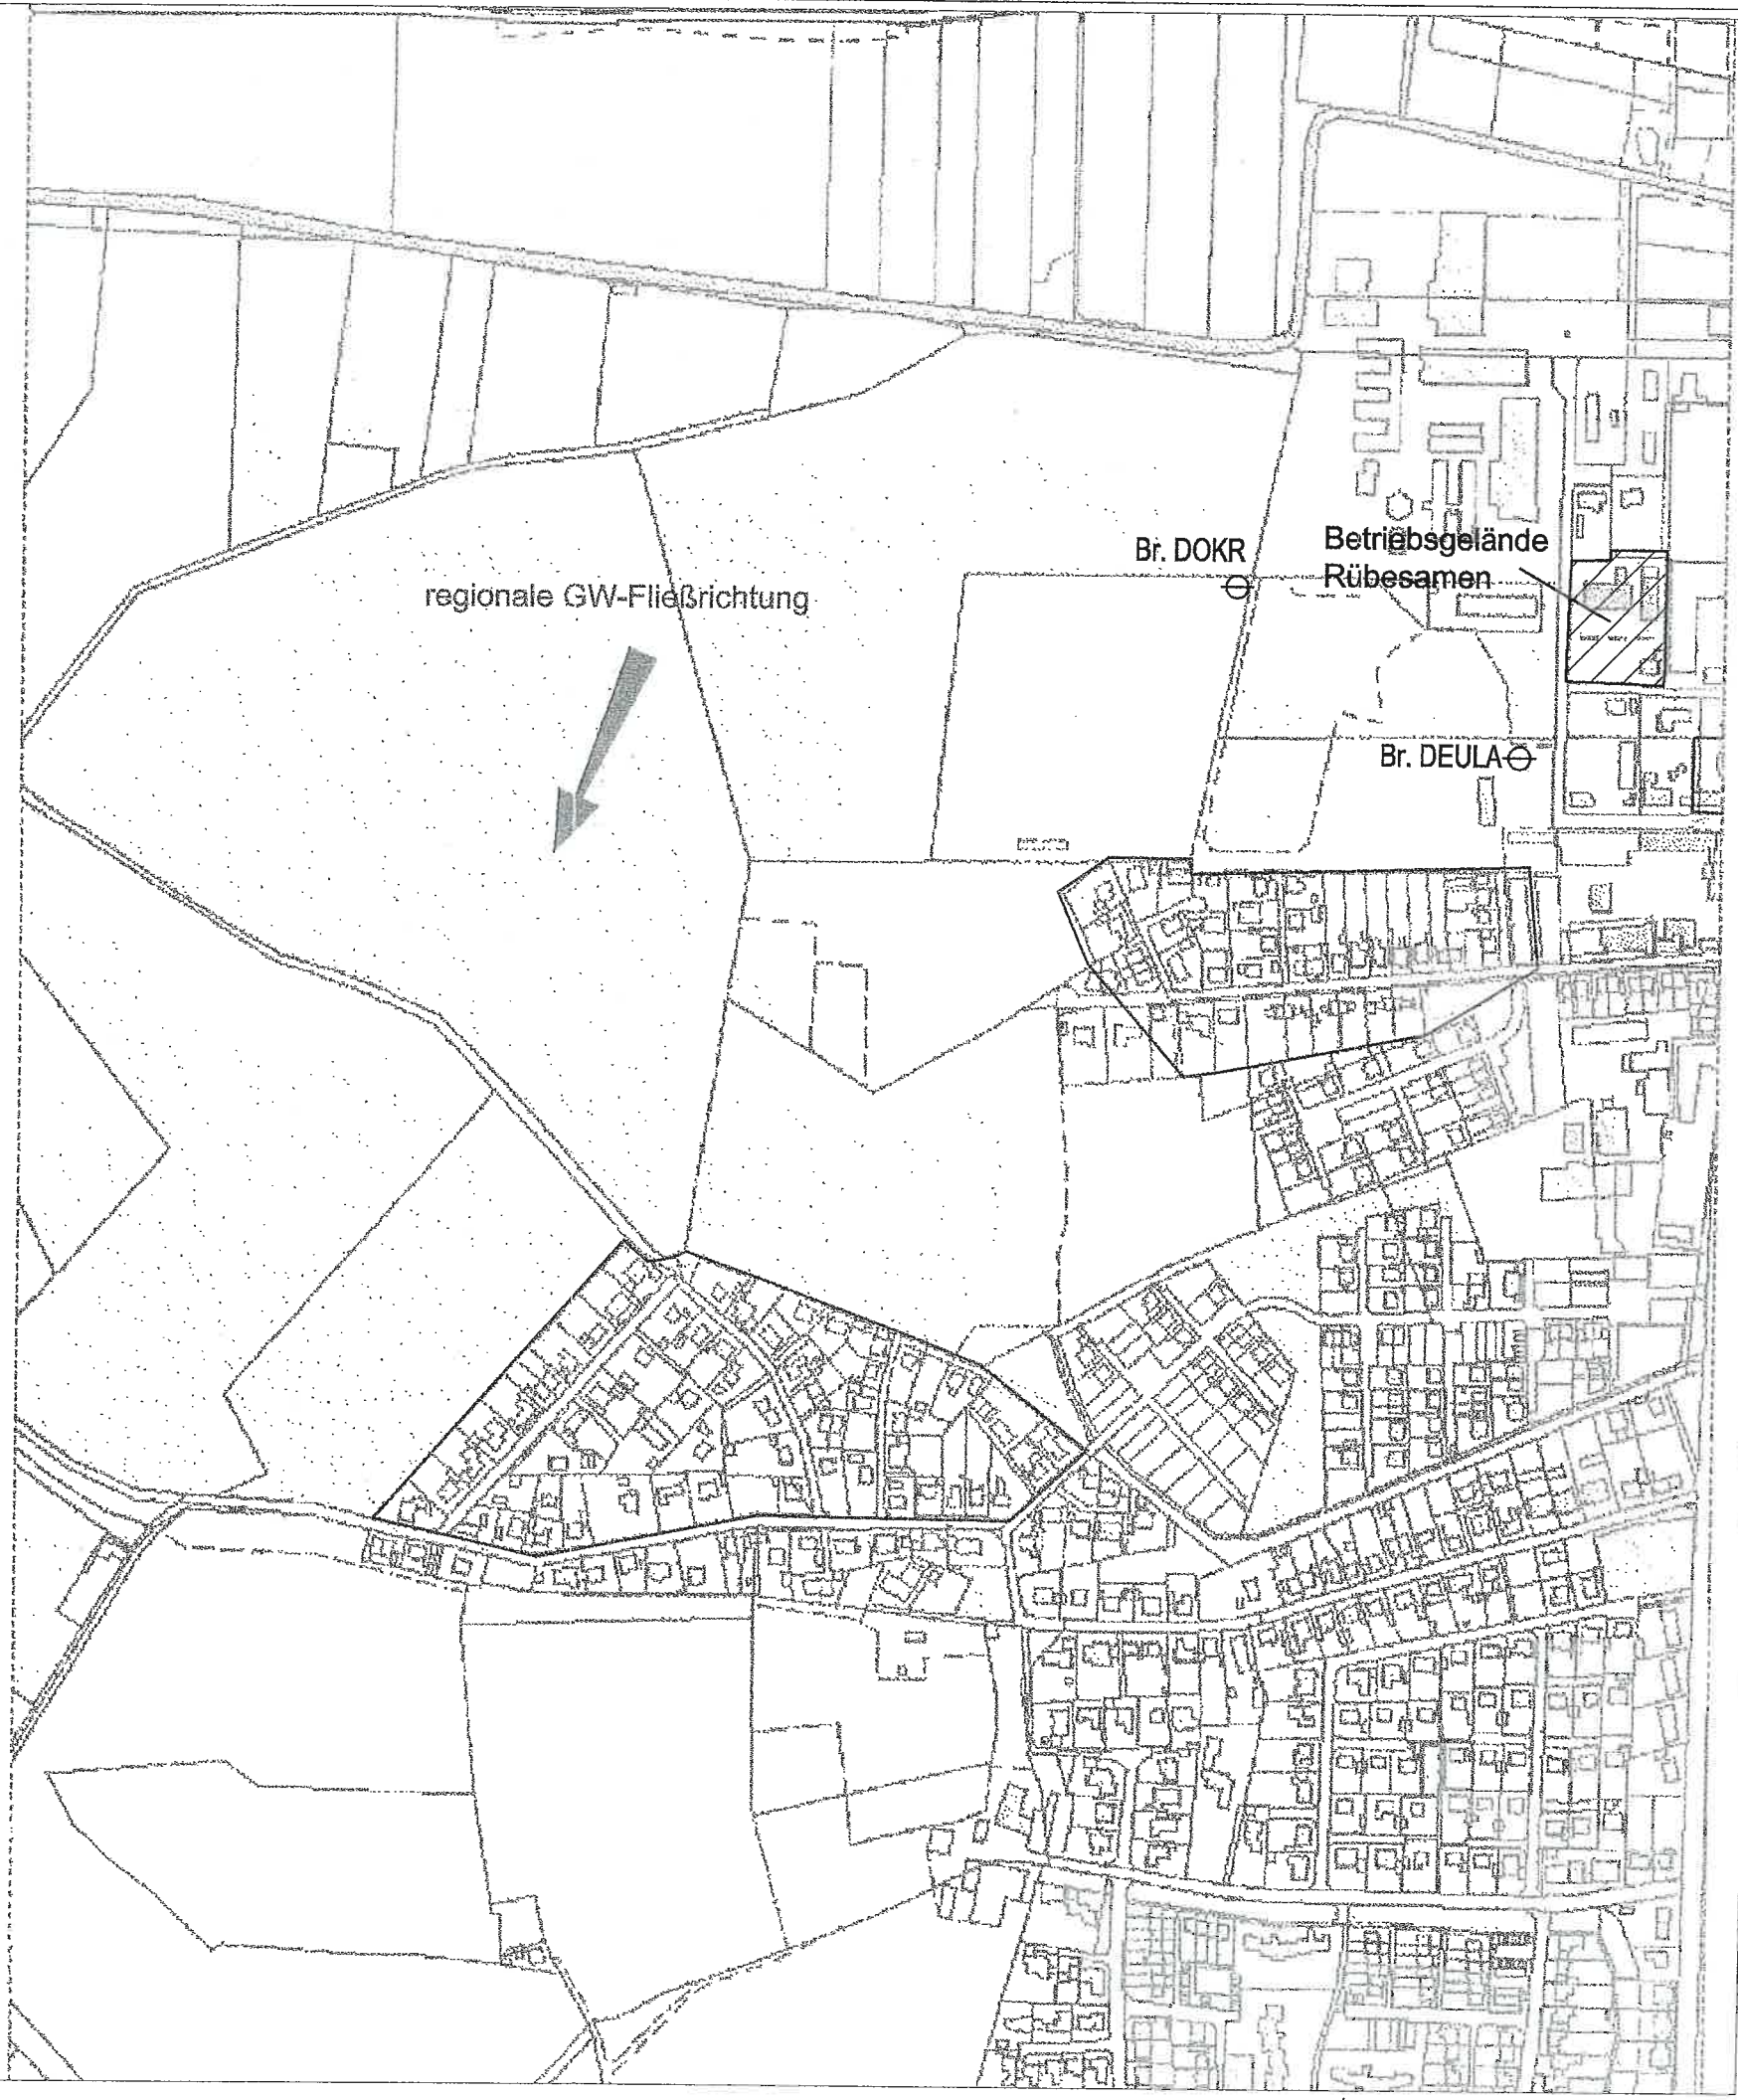 Br. DOKR
Betriebsgelände
Rübesamen
regionale GW-Fließrichtung
Br. DEULA